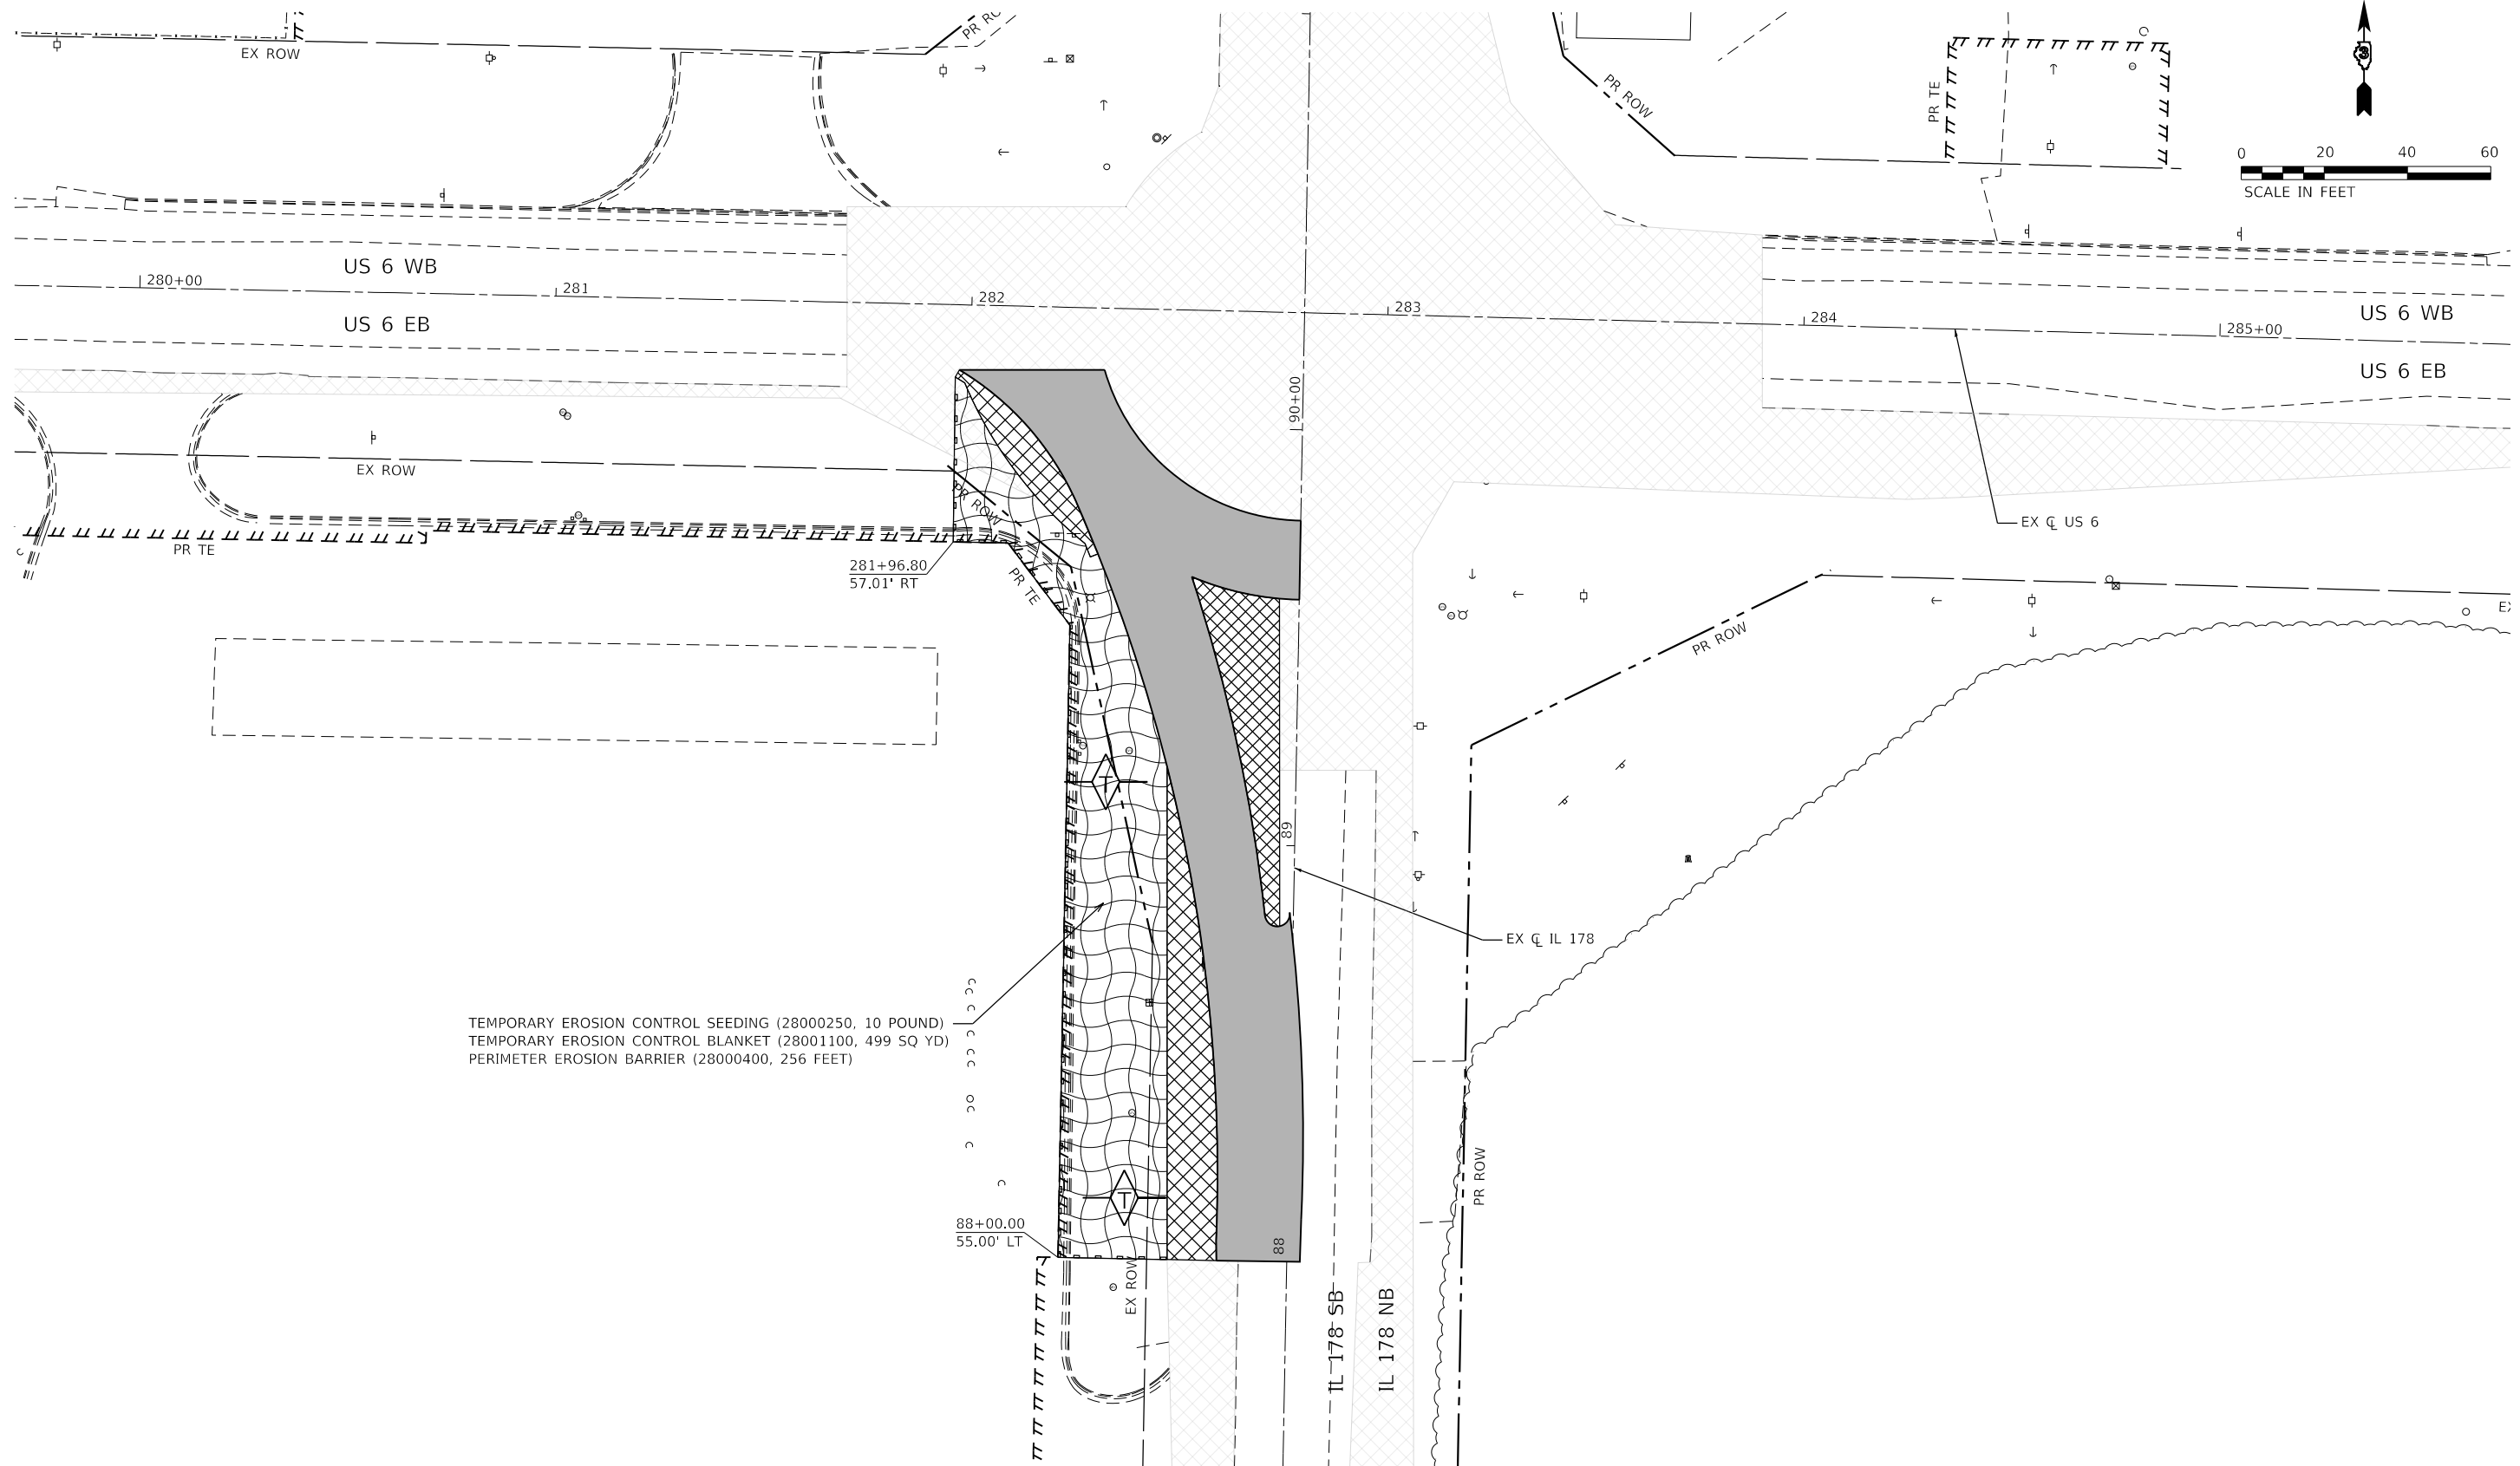 EX ROW
PR RO
PR ROW
PR TE
3
0 20 40 60
SCALE IN FEET
US 6 WB
280+00
281
282
283
284
285+00
US 6 WB
US 6 EB
US 6 EB
90+00
EX ROW
PR ROW
EX ℄ US 6
PR TE
281+96.80
57.01' RT
PR TE
EX
PR ROW
T
89
EX ℄ IL 178
TEMPORARY EROSION CONTROL SEEDING (28000250, 10 POUND)
TEMPORARY EROSION CONTROL BLANKET (28001100, 499 SQ YD)
PERIMETER EROSION BARRIER (28000400, 256 FEET)
PR ROW
T
88+00.00
55.00' LT
88
EX ROW
IL 178 SB
IL 178 NB